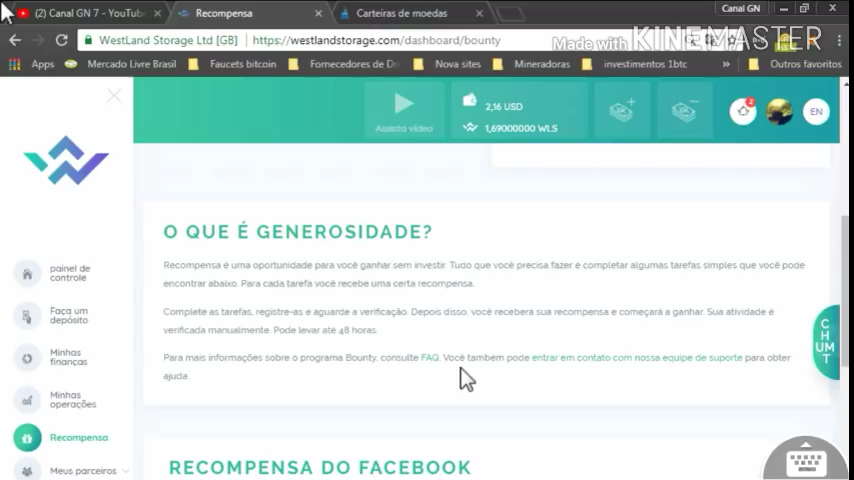 (2) Canal GN 7 - YouTube
Recompensa
Carteiras de moedas
Canal GN
WestLand Storage Ltd [GB]
https://westlandstorage.com/dashboard/bounty
Made with KINEMASTER
Apps
Mercado Livre Brasil
Faucets bitcoin
Fornecedores de Dr
Nova sites
Mineradoras
investimentos 1btc
Outros favoritos
Assista vídeo
2,16 USD
1,69000000 WLS
2
EN
O QUE É GENEROSIDADE?
Recompensa é uma oportunidade para você ganhar sem investir. Tudo que você precisa fazer é completar algumas tarefas simples que você pode
encontrar abaixo. Para cada tarefa você recebe uma certa recompensa.
Complete as tarefas, registre-as e aguarde a verificação. Depois disso, você receberá sua recompensa e começará a ganhar. Sua atividade é
verificada manualmente. Pode levar até 48 horas.
Para mais informações sobre o programa Bounty, consulte FAQ. Você também pode entrar em contato com nossa equipe de suporte para obter
ajuda.
RECOMPENSA DO FACEBOOK
painel de
controle
Faça um
depósito
Minhas
finanças
Minhas
operações
Recompensa
Meus parceiros
CHUMT